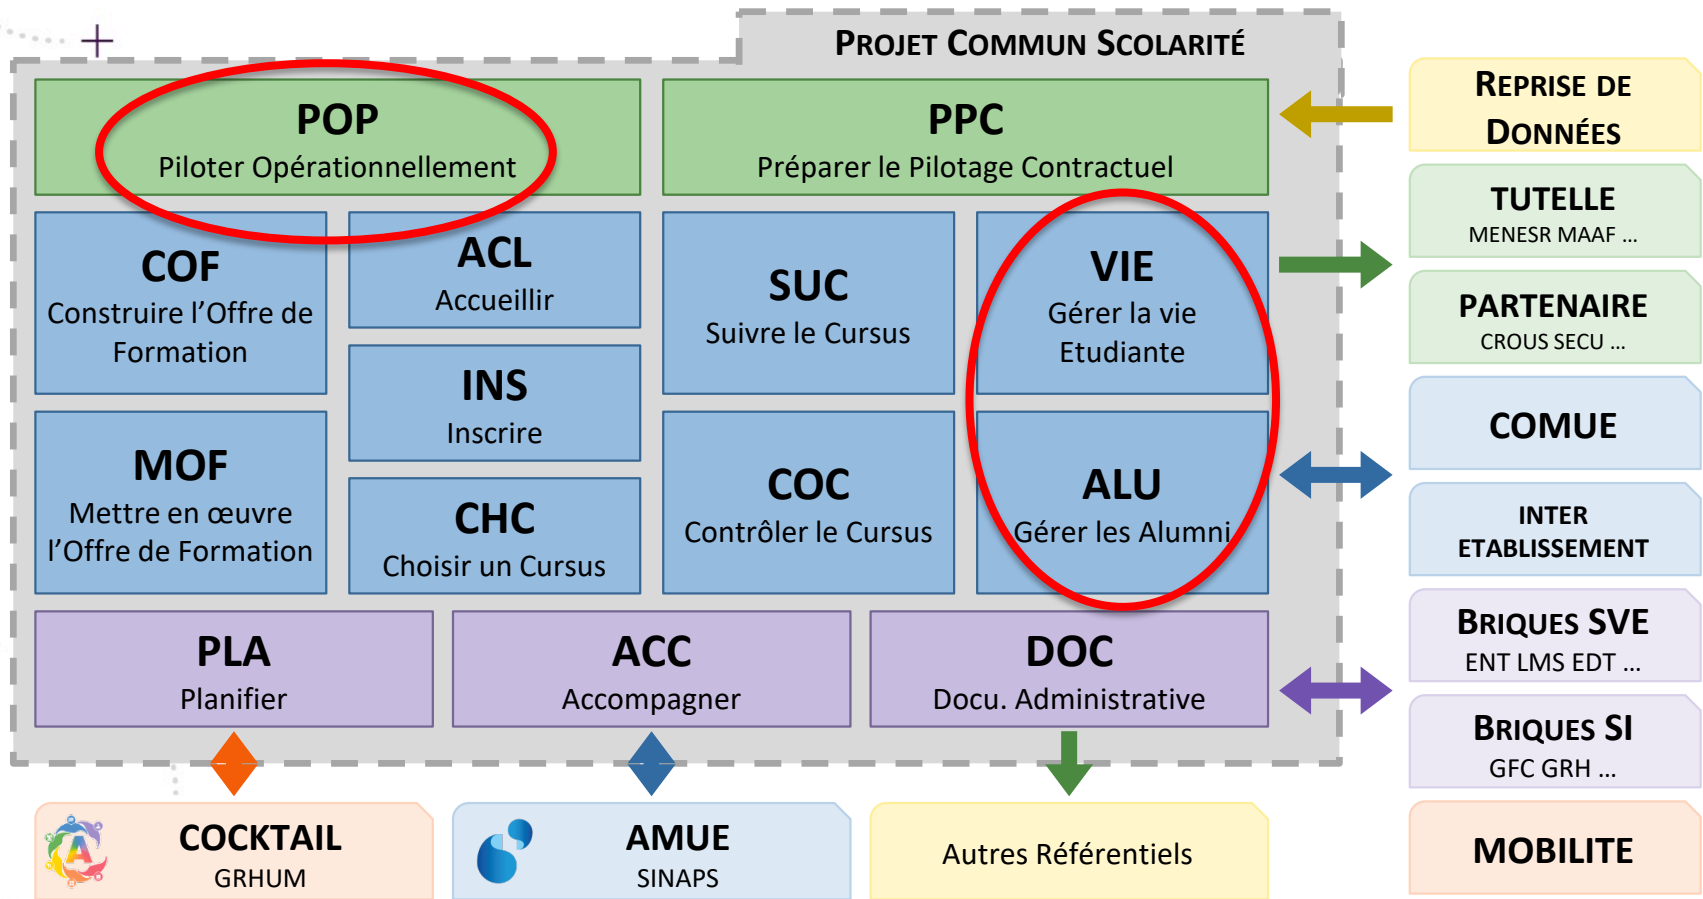 PROJET COMMUN SCOLARITÉ
POP
Piloter Opérationnellement
PPC
Préparer le Pilotage Contractuel
COF
Construire l’Offre de
Formation
ACL
Accueillir
SUC
Suivre le Cursus
VIE
Gérer la vie
Etudiante
INS
Inscrire
MOF
Mettre en œuvre
l’Offre de Formation
CHC
Choisir un Cursus
COC
Contrôler le Cursus
ALU
Gérer les Alumni
PLA
Planifier
ACC
Accompagner
DOC
Docu. Administrative
REPRISE DE
DONNÉES
TUTELLE
MENESR MAAF ...
PARTENAIRE
CROUS SECU ...
COMUE
INTER
ETABLISSEMENT
BRIQUES SVE
ENT LMS EDT ...
BRIQUES SI
GFC GRH ...
MOBILITE
A
COCKTAIL
GRHUM
AMUE
SINAPS
Autres Référentiels